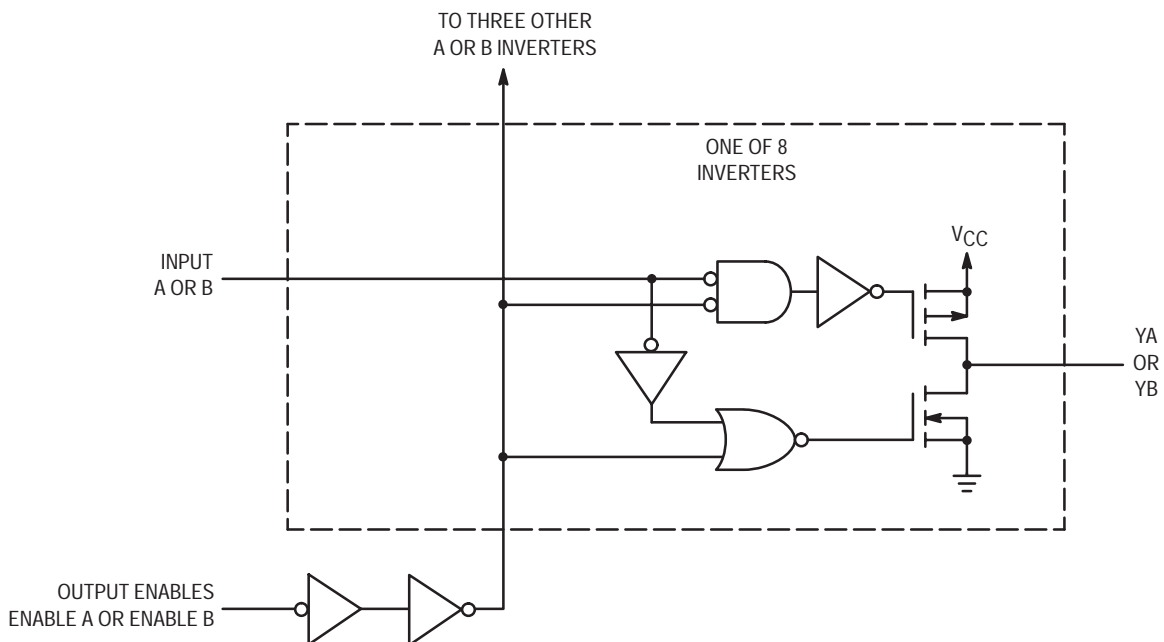 TO THREE OTHER
A OR B INVERTERS
ONE OF 8
INVERTERS
VCC
INPUT
A OR B
YA
OR
YB
OUTPUT ENABLES
ENABLE A OR ENABLE B